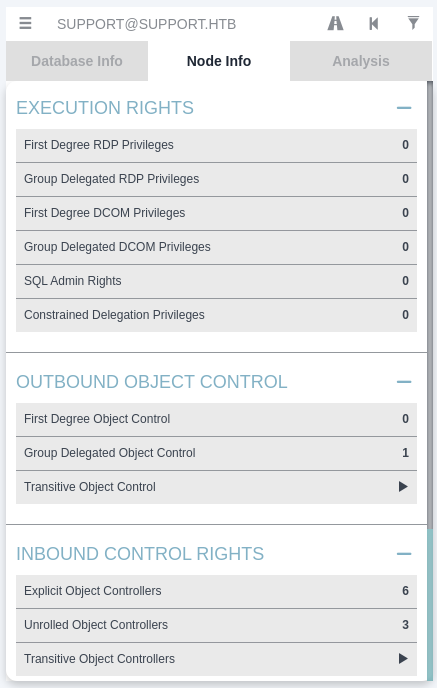 SUPPORT@SUPPORT.HTB
Database Info Node Info Analysis
EXECUTION RIGHTS
First Degree RDP Privileges 0
Group Delegated RDP Privileges 0
First Degree DCOM Privileges 0
Group Delegated DCOM Privileges 0
SQL Admin Rights 0
Constrained Delegation Privileges 0
OUTBOUND OBJECT CONTROL
First Degree Object Control 0
Group Delegated Object Control 1
Transitive Object Control
INBOUND CONTROL RIGHTS
Explicit Object Controllers 6
Unrolled Object Controllers 3
Transitive Object Controllers